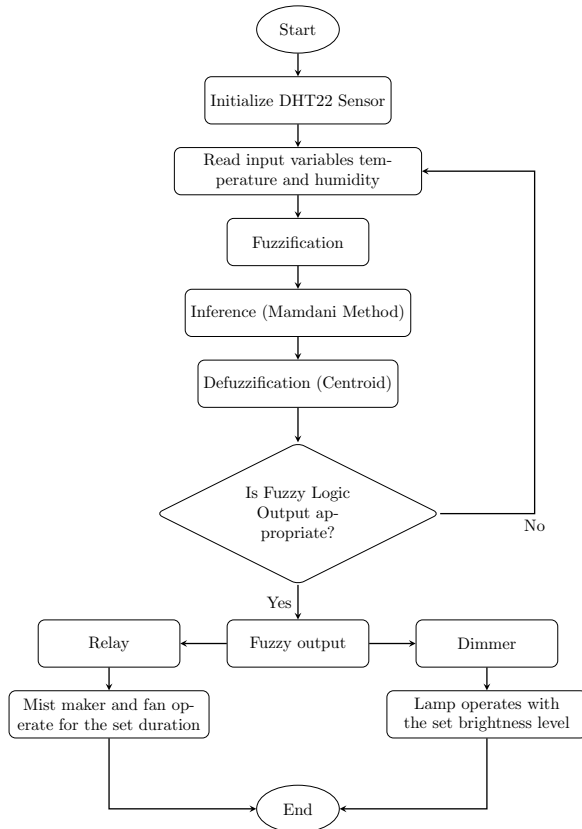 Start
Initialize DHT22 Sensor
Read input variables tem-
perature and humidity
Fuzzification
Inference (Mamdani Method)
Defuzzification (Centroid)
Is Fuzzy Logic
Output ap-
propriate?
No
Yes
Relay
Fuzzy output
Dimmer
Mist maker and fan op-
erate for the set duration
Lamp operates with
the set brightness level
End